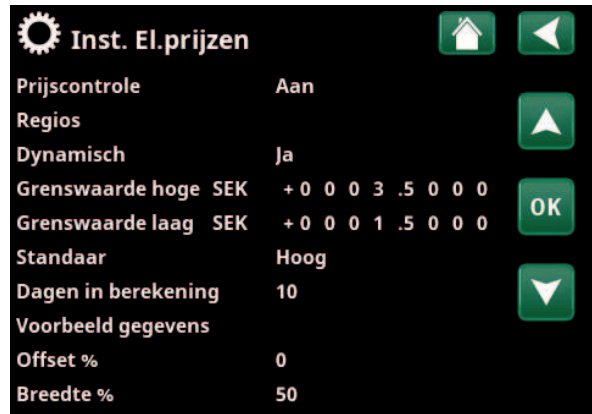 Inst. El.prijzen
Prijscontrole Aan
Regios
Dynamisch Ja
Grenswaarde hoge SEK + 0 0 0 3 .5 0 0 0
OK
Grenswaarde laag SEK + 0 0 0 1 .5 0 0 0
Standaar Hoog
Dagen in berekening 10
Voorbeeld gegevens
Offset % 0
Breedte % 50